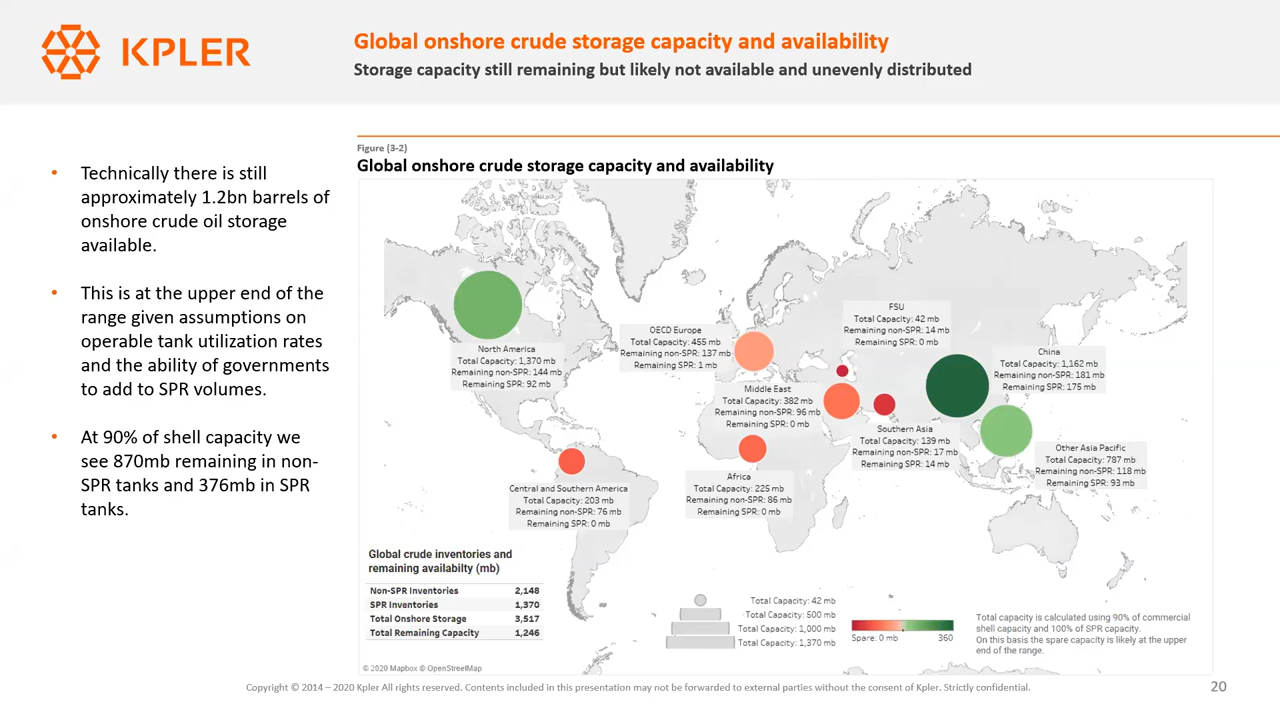 KPLER
Global onshore crude storage capacity and availability
Storage capacity still remaining but likely not available and unevenly distributed
• Technically there is still
approximately 1.2bn barrels of
onshore crude oil storage
available.
• This is at the upper end of the
range given assumptions on
operable tank utilization rates
and the ability of governments
to add to SPR volumes.
• At 90% of shell capacity we
see 870mb remaining in non-
SPR tanks and 376mb in SPR
tanks.
Figure (3-2)
Global onshore crude storage capacity and availability
North America
Total Capacity: 1,370 mb
Remaining non-SPR: 144 mb
Remaining SPR: 92 mb
OECD Europe
Total Capacity: 455 mb
Remaining non-SPR: 137 mb
Remaining SPR: 1 mb
FSU
Total Capacity: 42 mb
Remaining non-SPR: 14 mb
Remaining SPR: 0 mb
China
Total Capacity: 1,162 mb
Remaining non-SPR: 181 mb
Remaining SPR: 175 mb
Middle East
Total Capacity: 382 mb
Remaining non-SPR: 96 mb
Remaining SPR: 0 mb
Southern Asia
Total Capacity: 139 mb
Remaining non-SPR: 17 mb
Remaining SPR: 14 mb
Other Asia Pacific
Total Capacity: 787 mb
Remaining non-SPR: 118 mb
Remaining SPR: 93 mb
Africa
Total Capacity: 225 mb
Remaining non-SPR: 86 mb
Remaining SPR: 0 mb
Central and Southern America
Total Capacity: 203 mb
Remaining non-SPR: 76 mb
Remaining SPR: 0 mb
Global crude inventories and
remaining availabilty (mb)
Non-SPR Inventories 2,148
SPR Inventories 1,370
Total Onshore Storage 3,517
Total Remaining Capacity 1,246
Total Capacity: 42 mb
Total Capacity: 500 mb
Total Capacity: 1,000 mb
Total Capacity: 1,370 mb
Spare: 0 mb 360
Total capacity is calculated using 90% of commercial
shell capacity and 100% of SPR capacity.
On this basis the spare capacity is likely at the upper
end of the range.
© 2020 Mapbox © OpenStreetMap
Copyright © 2014 – 2020 Kpler All rights reserved. Contents included in this presentation may not be forwarded to external parties without the consent of Kpler. Strictly confidential.
20